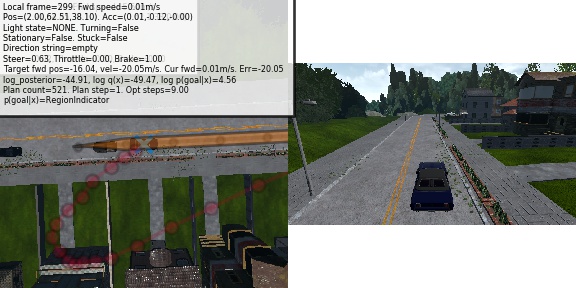 Local frame=299. Fwd speed=0.01m/s
Pos=(2.00,62.51,38.10). Acc=(0.01,-0.12,-0.00)
Light state=NONE. Turning=False
Stationary=False. Stuck=False
Direction string=empty
Steer=0.63, Throttle=0.00, Brake=1.00
Target fwd pos=-16.04, vel=-20.05m/s. Cur fwd=0.01m/s. Err=-20.05
log_posterior=-44.91, log q(x)=-49.47, log p(goal|x)=4.56
Plan count=521. Plan step=1. Opt steps=9.00
p(goal|x)=RegionIndicator